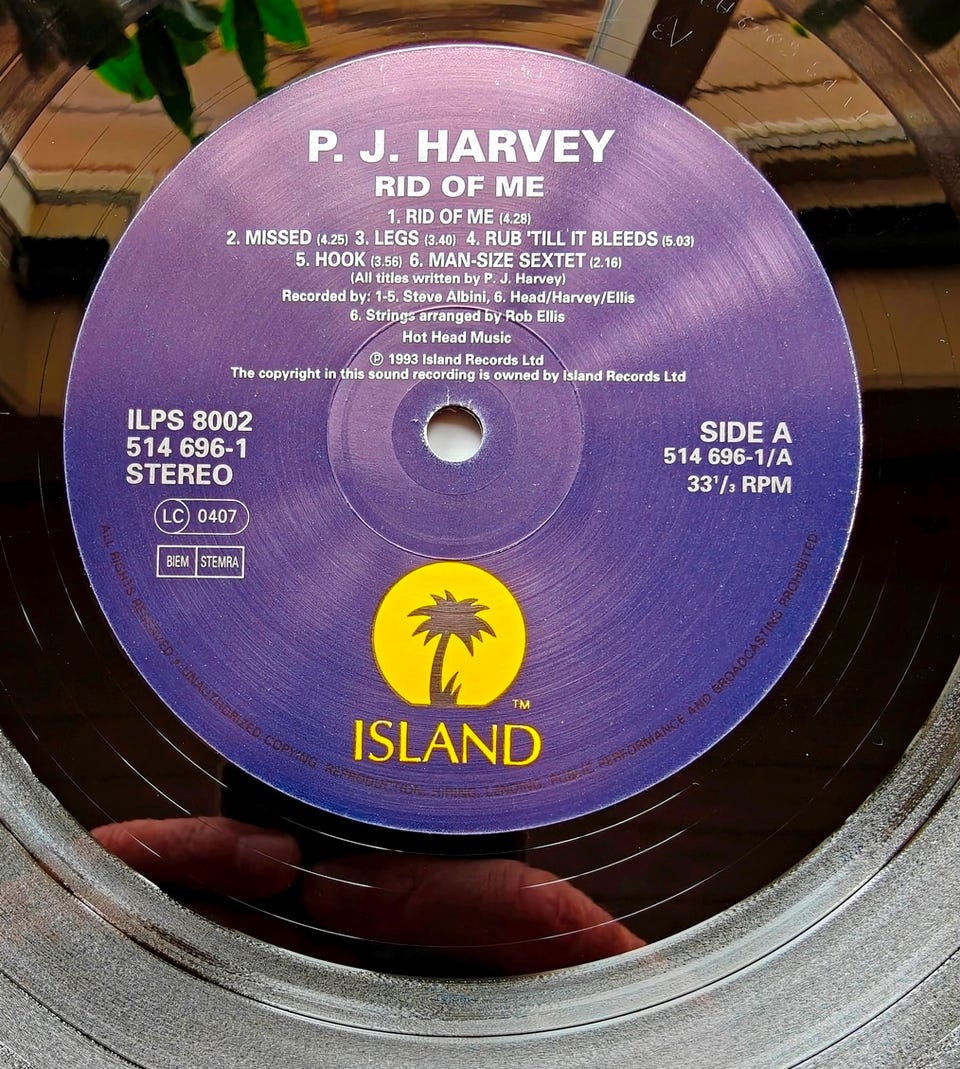 P. J. HARVEY
RID OF ME
1. RID OF ME (4.28)
2. MISSED (4.25) 3. LEGS (3.40) 4. RUB 'TILL IT BLEEDS (5.03)
5. HOOK (3.56) 6. MAN-SIZE SEXTET (2.16)
(All titles written by P. J. Harvey)
Recorded by: 1-5. Steve Albini, 6. Head/Harvey/Ellis
6. Strings arranged by Rob Ellis
Hot Head Music
℗ 1993 Island Records Ltd
The copyright in this sound recording is owned by Island Records Ltd
ILPS 8002
514 696-1
STEREO
LC 0407
BIEM STEMRA
SIDE A
514 696-1/A
33¹/₃ RPM
TM
ISLAND
ALL RIGHTS RESERVED. UNAUTHORIZED COPYING, REPRODUCTION, HIRING, LENDING, PUBLIC PERFORMANCE AND BROADCASTING PROHIBITED